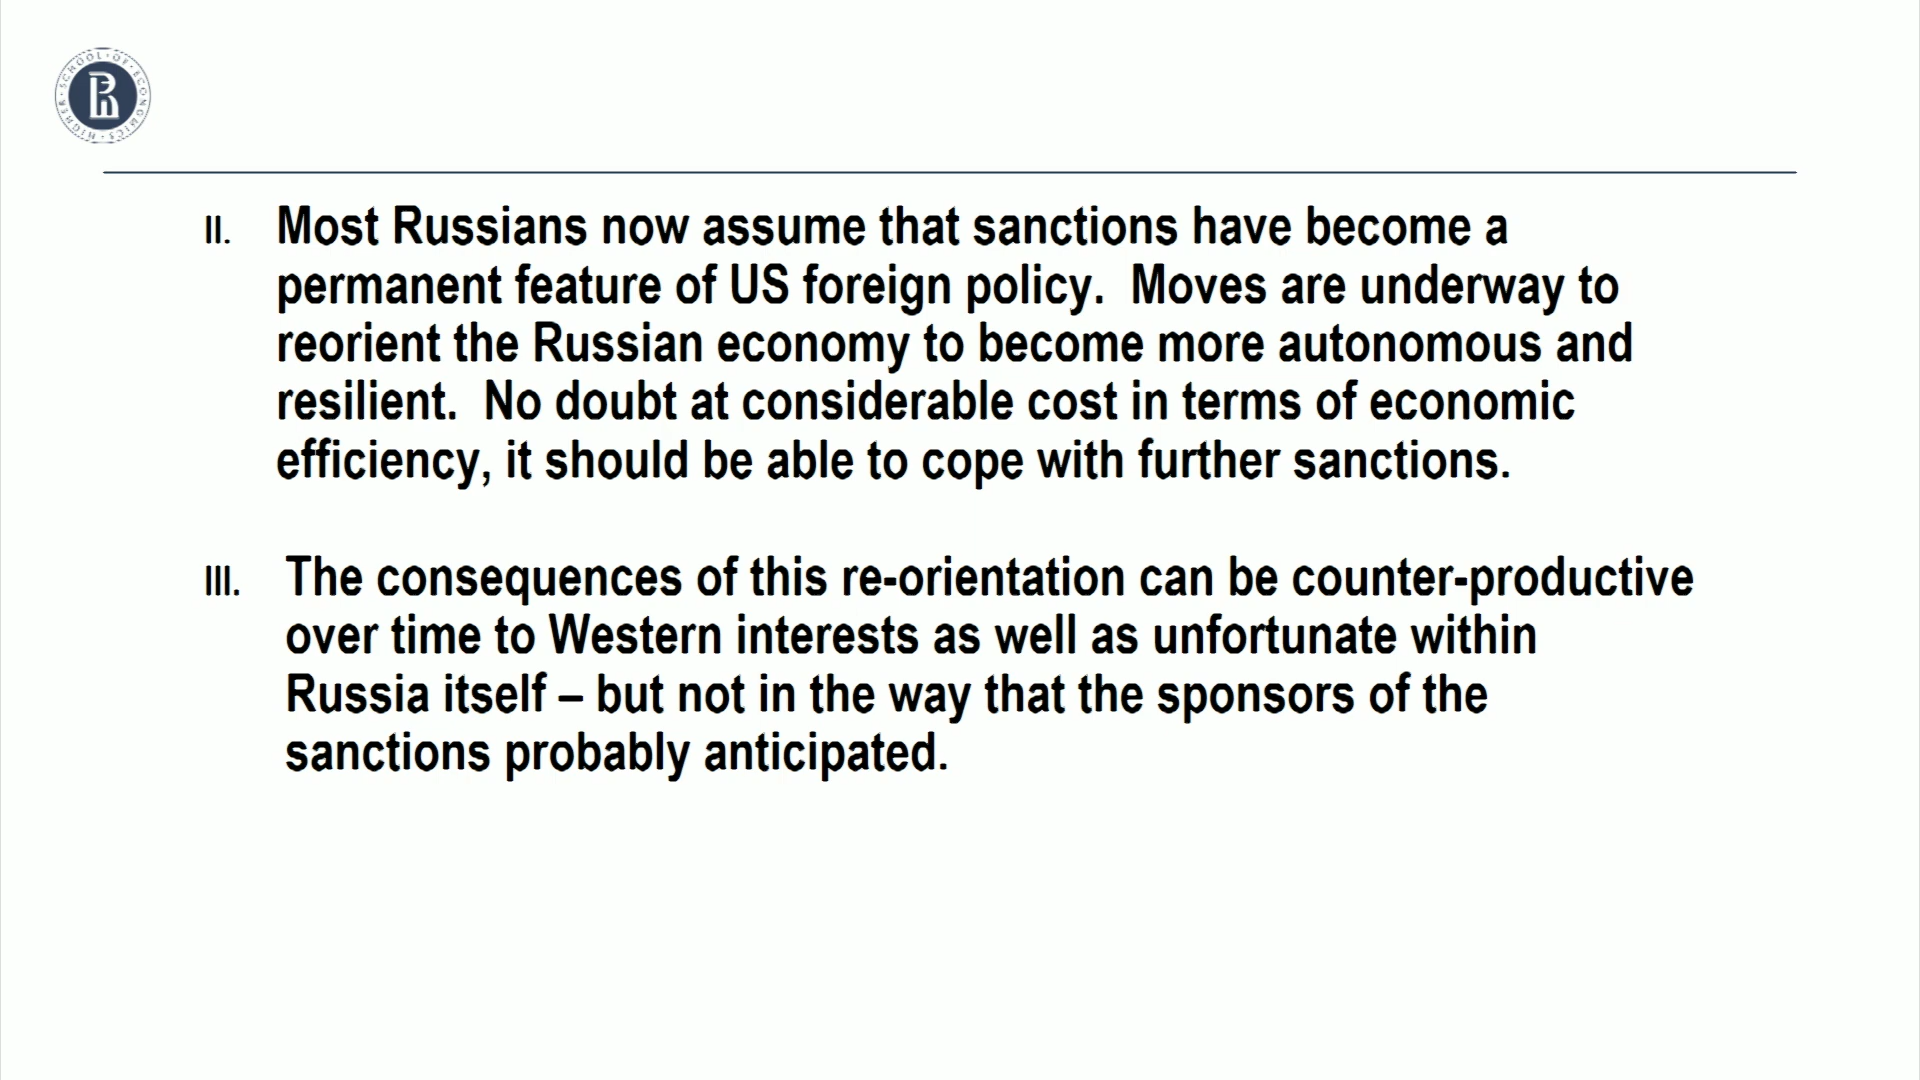 HIGHER · SCHOOL · OF · ECONOMICS
II. Most Russians now assume that sanctions have become a
permanent feature of US foreign policy.  Moves are underway to
reorient the Russian economy to become more autonomous and
resilient.  No doubt at considerable cost in terms of economic
efficiency, it should be able to cope with further sanctions.
III. The consequences of this re-orientation can be counter-productive
over time to Western interests as well as unfortunate within
Russia itself – but not in the way that the sponsors of the
sanctions probably anticipated.